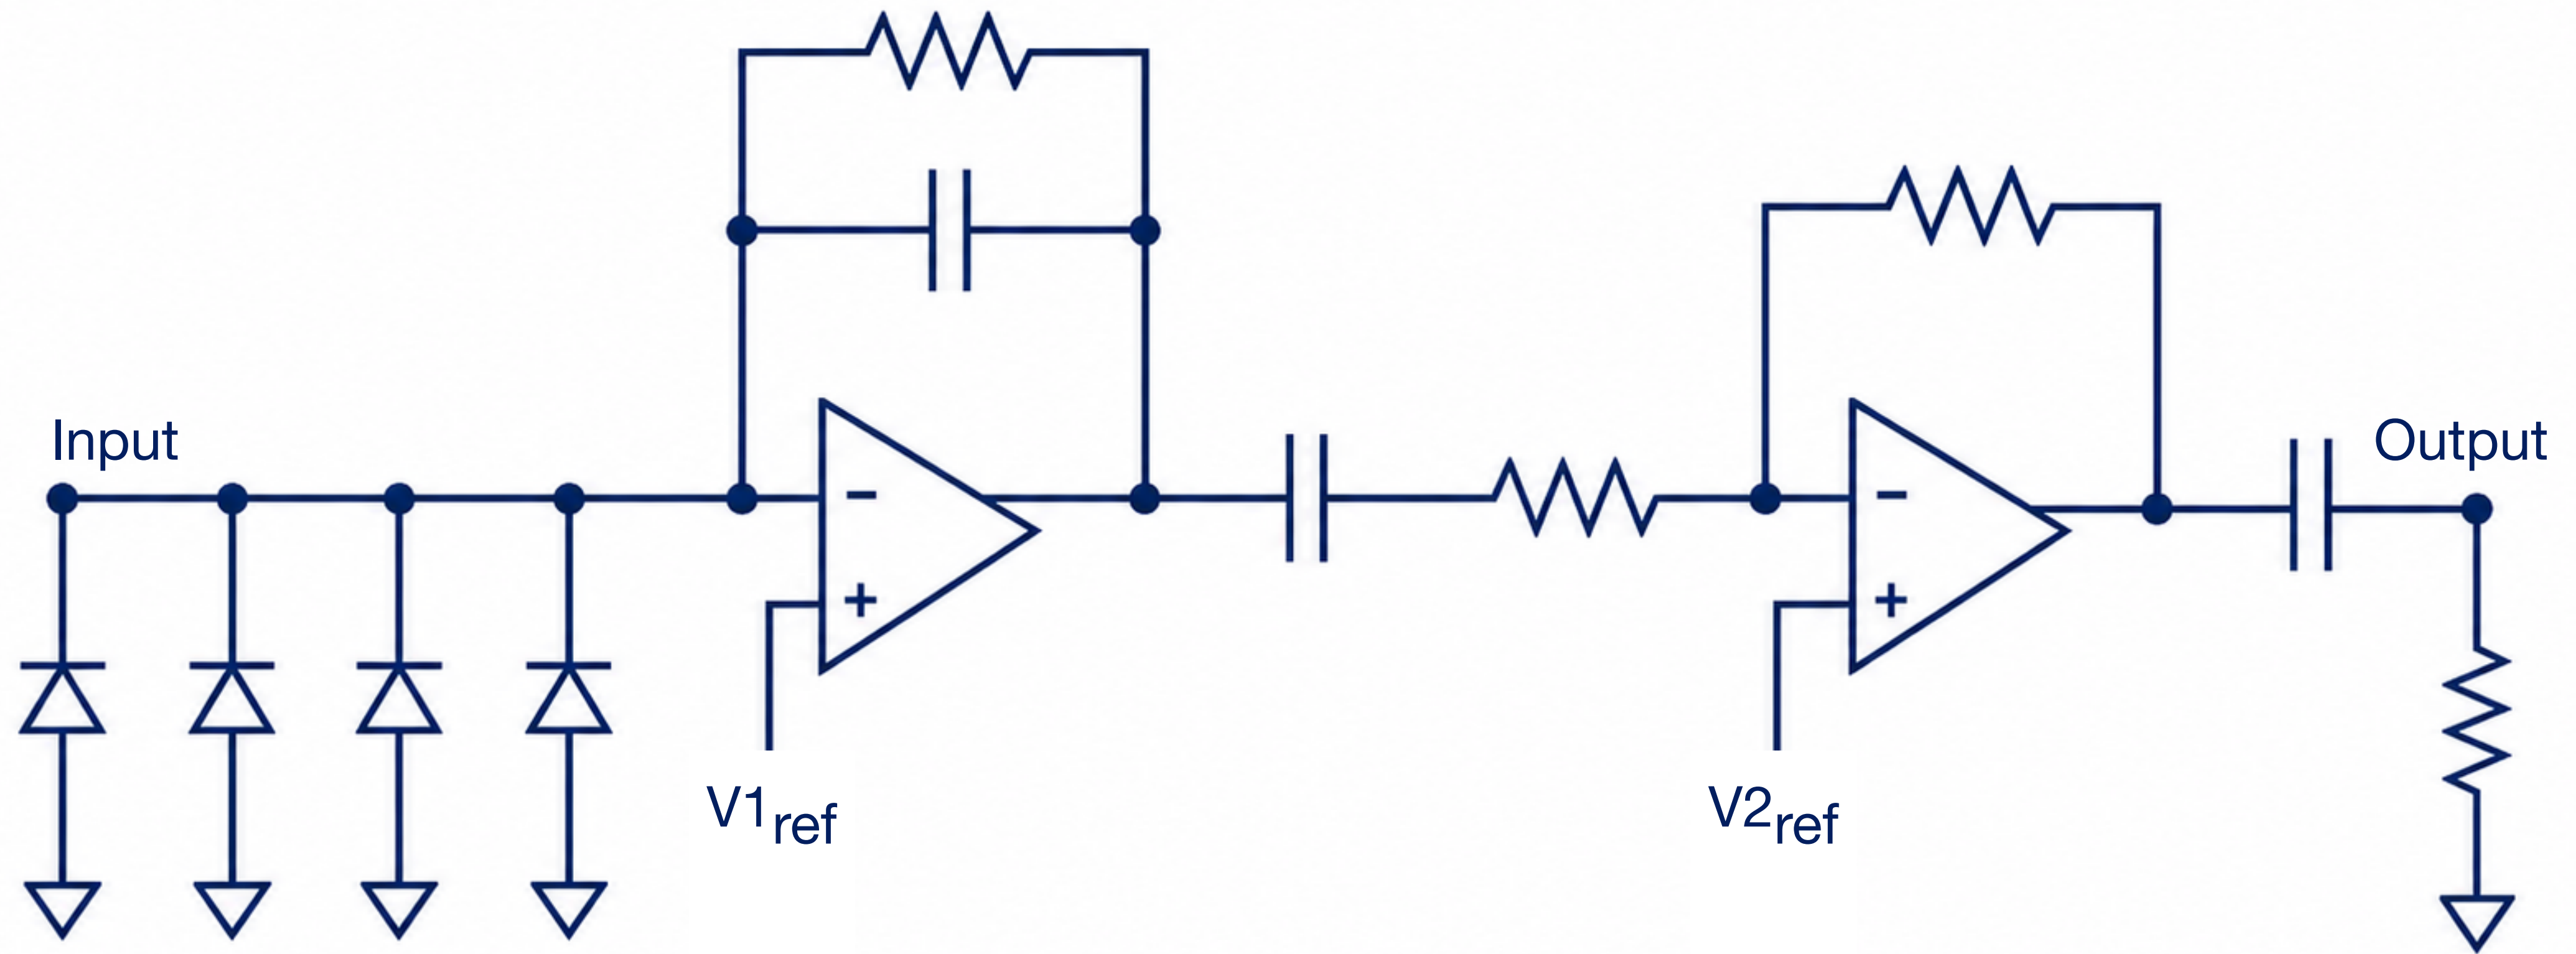 Input
Output
−
+
−
+
V1ref
V2ref